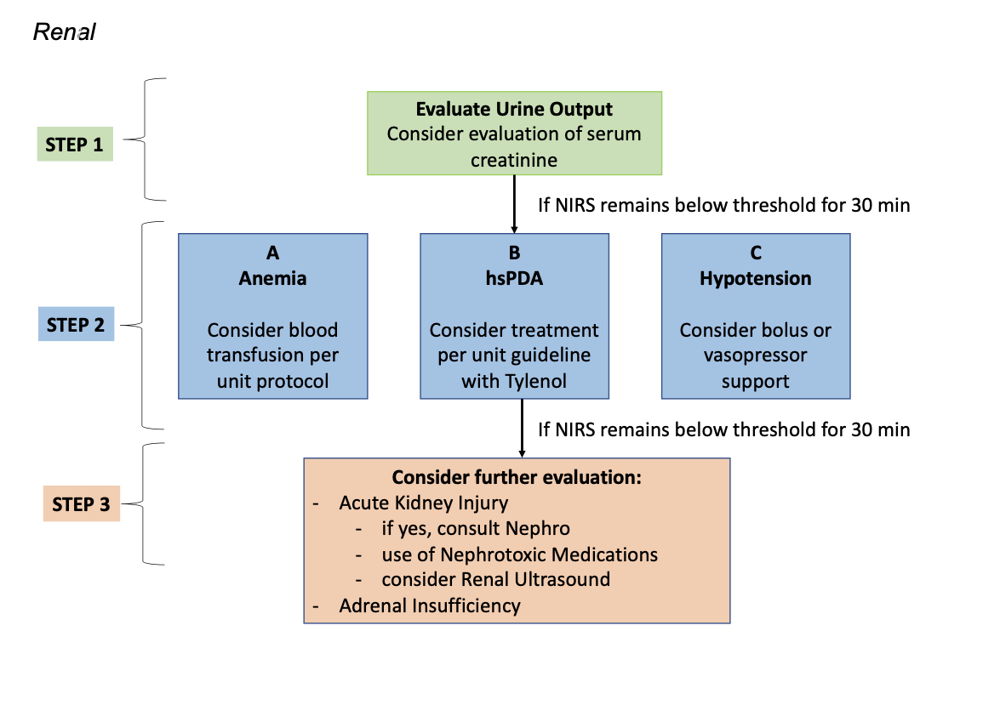 Renal
STEP 1
Evaluate Urine Output
Consider evaluation of serum
creatinine
If NIRS remains below threshold for 30 min
STEP 2
A
Anemia
Consider blood
transfusion per
unit protocol
B
hsPDA
Consider treatment
per unit guideline
with Tylenol
C
Hypotension
Consider bolus or
vasopressor
support
If NIRS remains below threshold for 30 min
STEP 3
Consider further evaluation:
- Acute Kidney Injury
- if yes, consult Nephro
- use of Nephrotoxic Medications
- consider Renal Ultrasound
- Adrenal Insufficiency